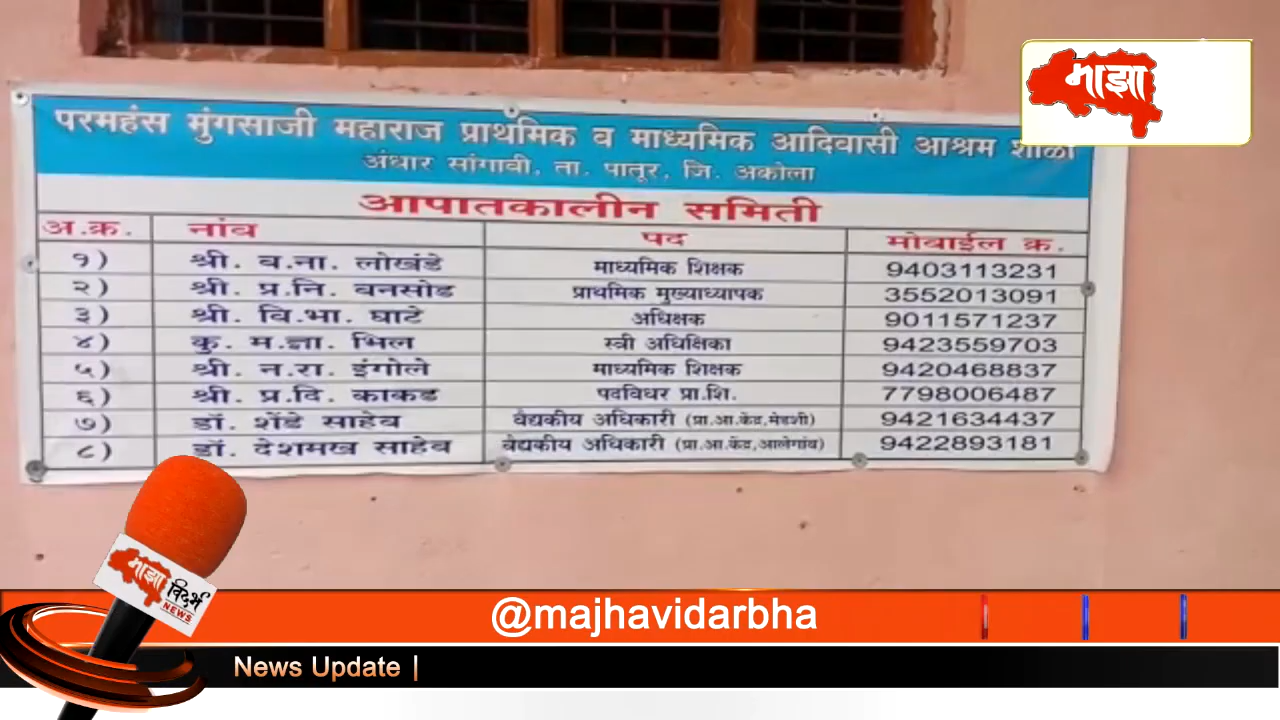 माझा
परमहंस मुंगसाजी महाराज प्राथमिक व माध्यमिक आदिवासी आश्रम शाळा
अंधार सांगावी, ता. पातूर, जि. अकोला
आपातकालीन समिती
अ.क्र. नांव पद मोबाईल क्र.
१) श्री. व.ना. लोखंडे माध्यमिक शिक्षक 9403113231
२) श्री. प्र.नि. बनसोड प्राथमिक मुख्याध्यापक 3552013091
३) श्री. वि.भा. घाटे अधिक्षक 9011571237
४) कु. म.ज्ञा. भिल स्त्री अधिक्षिका 9423559703
५) श्री. न.रा. इंगोले माध्यमिक शिक्षक 9420468837
६) श्री. प्र.दि. काकड पदविधर प्रा.शि. 7798006487
७) डॉ. शेंडे साहेब वैद्यकीय अधिकारी (प्रा.आ.केंद्र,मेडशी) 9421634437
८) डॉ. देशमख साहेब वैद्यकीय अधिकारी (प्रा.आ.केंद्र,आलेगांव) 9422893181
माझा विदर्भ
NEWS
@majhavidarbha
News Update |